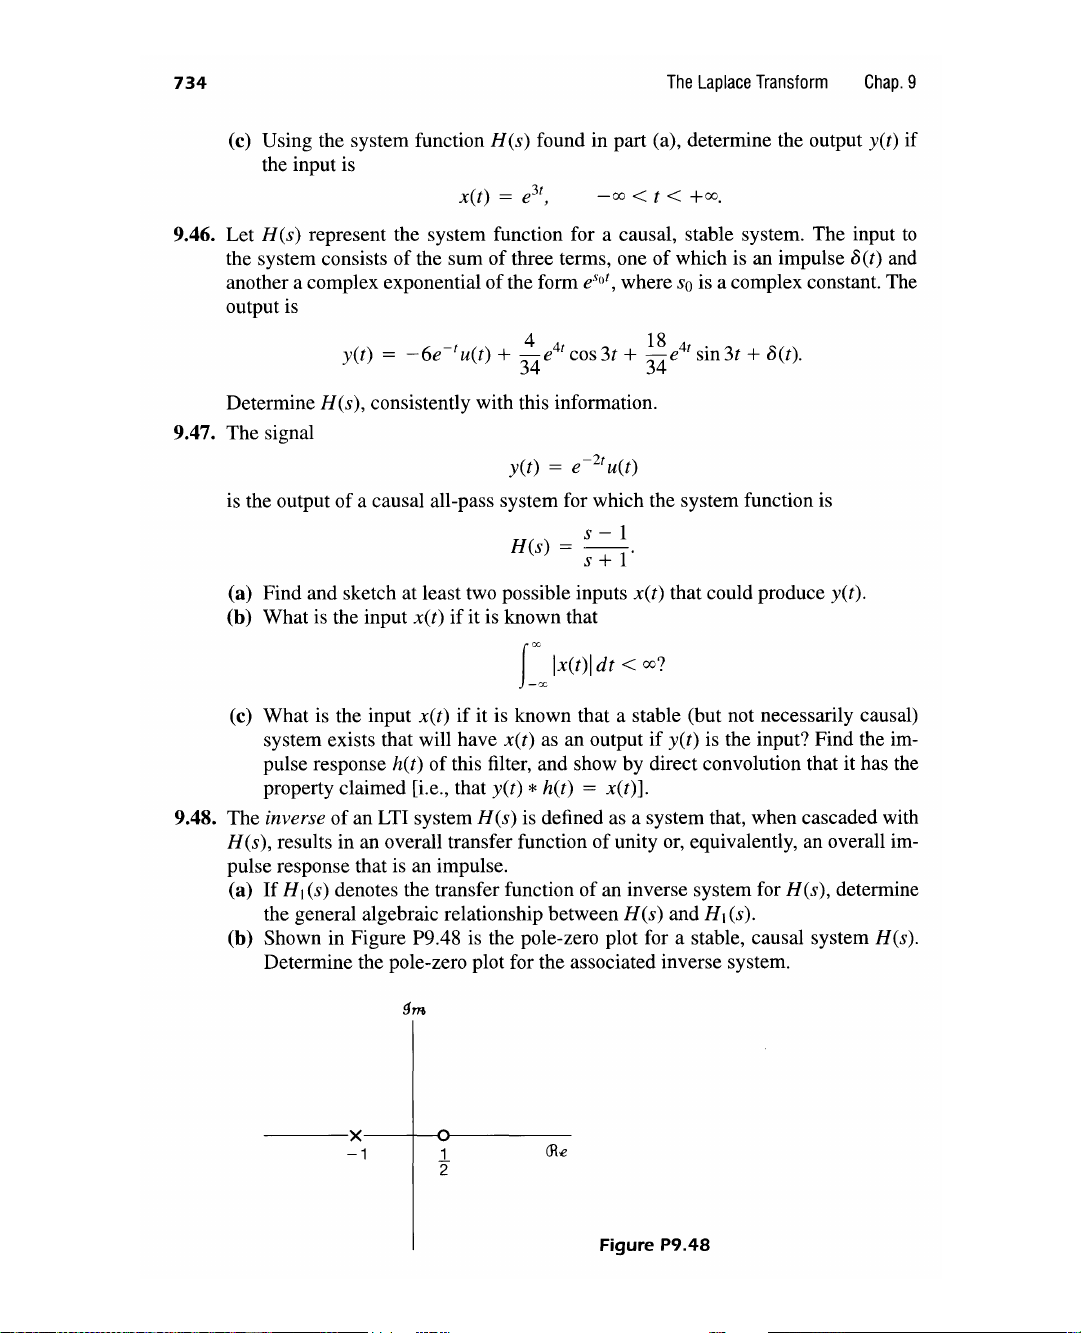 734 The Laplace Transform Chap. 9
(c) Using the system function H(s) found in part (a), determine the output y(t) if
the input is
x(t) = e^{3t}, −∞ < t < +∞.
9.46. Let H(s) represent the system function for a causal, stable system. The input to
the system consists of the sum of three terms, one of which is an impulse δ(t) and
another a complex exponential of the form e^{s_0 t}, where s_0 is a complex constant. The
output is
y(t) = −6e^{−t}u(t) + \frac{4}{34}e^{4t} cos 3t + \frac{18}{34}e^{4t} sin 3t + δ(t).
Determine H(s), consistently with this information.
9.47. The signal
y(t) = e^{−2t}u(t)
is the output of a causal all-pass system for which the system function is
H(s) = \frac{s − 1}{s + 1}.
(a) Find and sketch at least two possible inputs x(t) that could produce y(t).
(b) What is the input x(t) if it is known that
∫_{−∞}^{∞} |x(t)| dt < ∞?
(c) What is the input x(t) if it is known that a stable (but not necessarily causal)
system exists that will have x(t) as an output if y(t) is the input? Find the im-
pulse response h(t) of this filter, and show by direct convolution that it has the
property claimed [i.e., that y(t) * h(t) = x(t)].
9.48. The inverse of an LTI system H(s) is defined as a system that, when cascaded with
H(s), results in an overall transfer function of unity or, equivalently, an overall im-
pulse response that is an impulse.
(a) If H_1(s) denotes the transfer function of an inverse system for H(s), determine
the general algebraic relationship between H(s) and H_1(s).
(b) Shown in Figure P9.48 is the pole-zero plot for a stable, causal system H(s).
Determine the pole-zero plot for the associated inverse system.
Im
−1 \frac{1}{2} Re
Figure P9.48